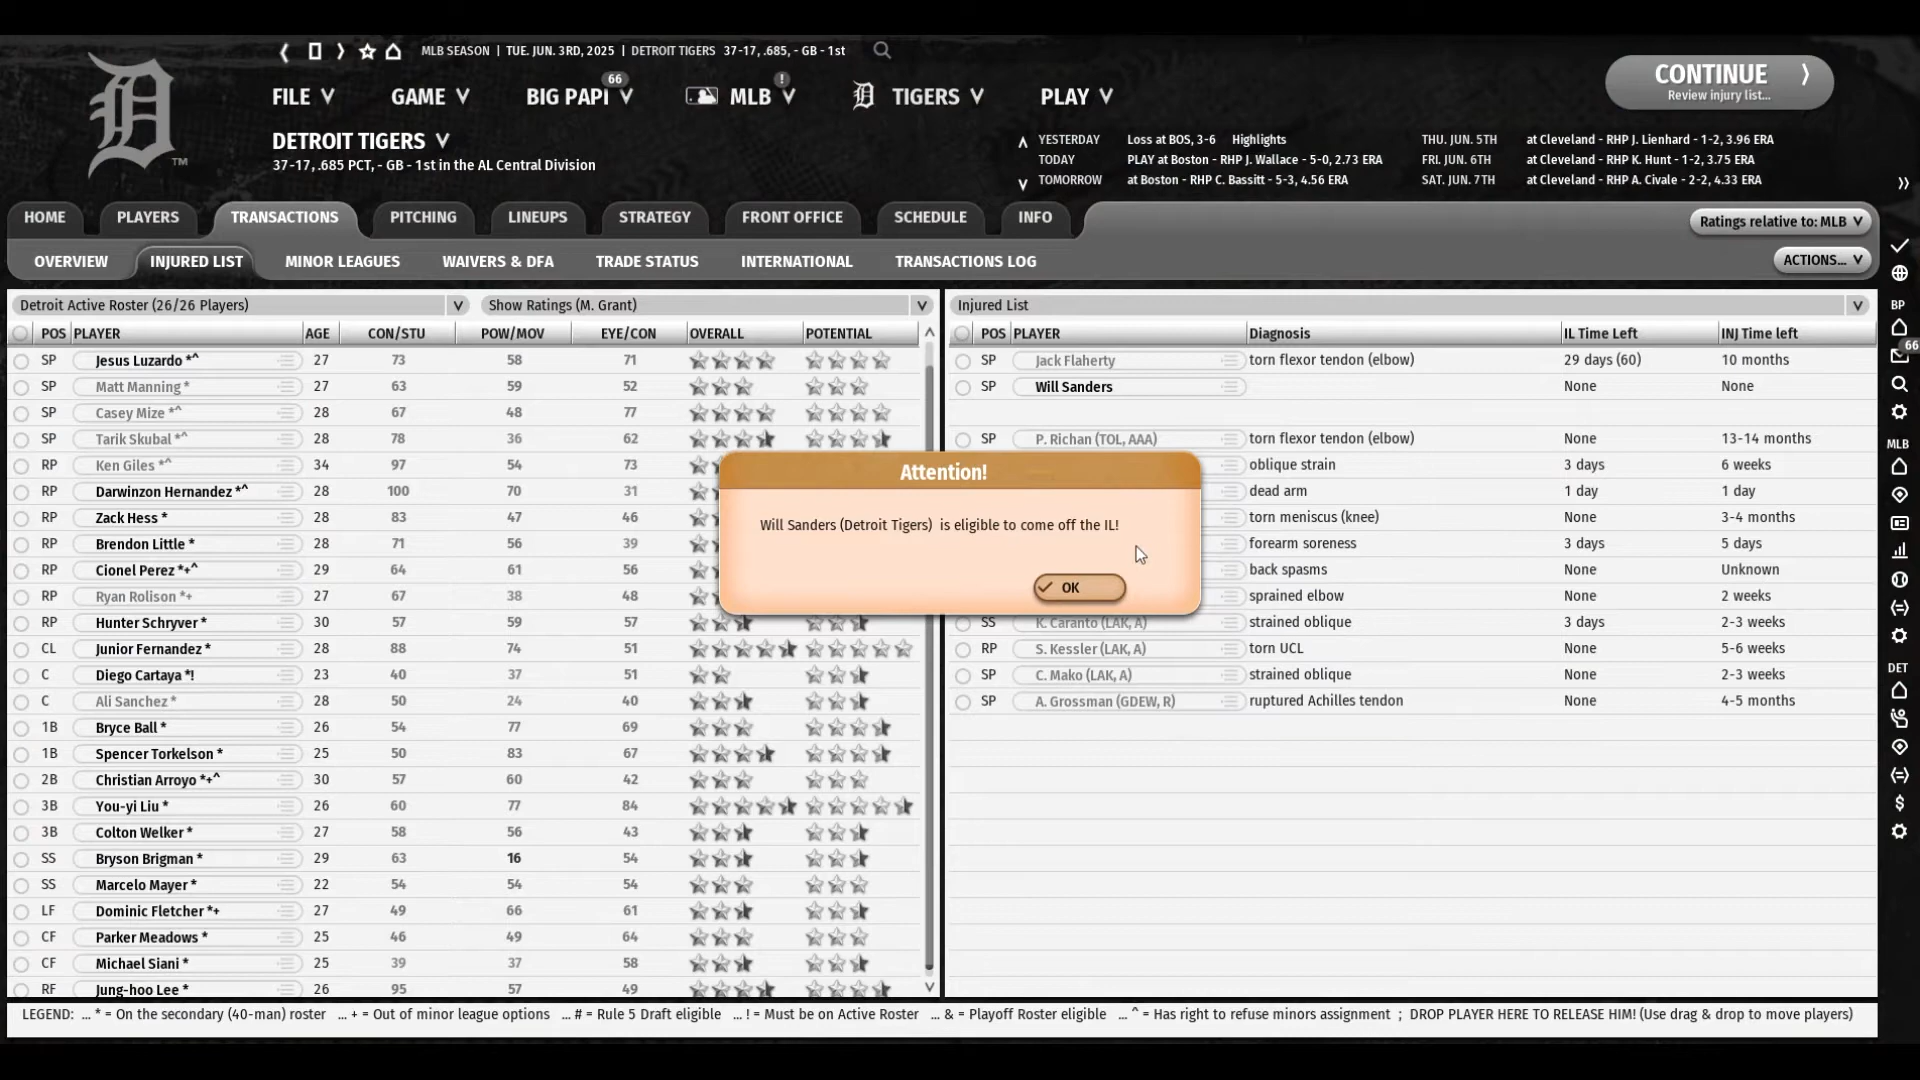 MLB SEASON | TUE. JUN. 3RD, 2025 | DETROIT TIGERS 37-17, .685, - GB - 1st
FILE GAME BIG PAPI 66 MLB ! TIGERS PLAY
CONTINUE
Review injury list...
DETROIT TIGERS
37-17, .685 PCT, - GB - 1st in the AL Central Division
YESTERDAY Loss at BOS, 3-6 Highlights THU. JUN. 5TH at Cleveland - RHP J. Lienhard - 1-2, 3.96 ERA
TODAY PLAY at Boston - RHP J. Wallace - 5-0, 2.73 ERA FRI. JUN. 6TH at Cleveland - RHP K. Hunt - 1-2, 3.75 ERA
TOMORROW at Boston - RHP C. Bassitt - 5-3, 4.56 ERA SAT. JUN. 7TH at Cleveland - RHP A. Civale - 2-2, 4.33 ERA
TM
HOME PLAYERS TRANSACTIONS PITCHING LINEUPS STRATEGY FRONT OFFICE SCHEDULE INFO
Ratings relative to: MLB
OVERVIEW INJURED LIST MINOR LEAGUES WAIVERS & DFA TRADE STATUS INTERNATIONAL TRANSACTIONS LOG
ACTIONS...
Detroit Active Roster (26/26 Players) Show Ratings (M. Grant)
POS PLAYER AGE CON/STU POW/MOV EYE/CON OVERALL POTENTIAL
SP Jesus Luzardo *^ 27 73 58 71
SP Matt Manning * 27 63 59 52
SP Casey Mize *^ 28 67 48 77
SP Tarik Skubal *^ 28 78 36 62
RP Ken Giles *^ 34 97 54 73
RP Darwinzon Hernandez *^ 28 100 70 31
RP Zack Hess * 28 83 47 46
RP Brendon Little * 28 71 56 39
RP Cionel Perez *+^ 29 64 61 56
RP Ryan Rolison *+ 27 67 38 48
RP Hunter Schryver * 30 57 59 57
CL Junior Fernandez * 28 88 74 51
C Diego Cartaya *! 23 40 37 51
C Ali Sanchez * 28 50 24 40
1B Bryce Ball * 26 54 77 69
1B Spencer Torkelson * 25 50 83 67
2B Christian Arroyo *+^ 30 57 60 42
3B You-yi Liu * 26 60 77 84
3B Colton Welker * 27 58 56 43
SS Bryson Brigman * 29 63 16 54
SS Marcelo Mayer * 22 54 54 54
LF Dominic Fletcher *+ 27 49 66 61
CF Parker Meadows * 25 46 49 64
CF Michael Siani * 25 39 37 58
RF Jung-hoo Lee * 26 95 57 49
Injured List
POS PLAYER Diagnosis IL Time Left INJ Time left
SP Jack Flaherty torn flexor tendon (elbow) 29 days (60) 10 months
SP Will Sanders None None
SP P. Richan (TOL, AAA) torn flexor tendon (elbow) None 13-14 months
oblique strain 3 days 6 weeks
dead arm 1 day 1 day
torn meniscus (knee) None 3-4 months
forearm soreness 3 days 5 days
back spasms None Unknown
sprained elbow None 2 weeks
SS K. Caranto (LAK, A) strained oblique 3 days 2-3 weeks
RP S. Kessler (LAK, A) torn UCL None 5-6 weeks
SP C. Mako (LAK, A) strained oblique None 2-3 weeks
SP A. Grossman (GDEW, R) ruptured Achilles tendon None 4-5 months
Attention!
Will Sanders (Detroit Tigers) is eligible to come off the IL!
OK
BP
66
MLB
DET
$
LEGEND: ... * = On the secondary (40-man) roster ... + = Out of minor league options ... # = Rule 5 Draft eligible ... ! = Must be on Active Roster ... & = Playoff Roster eligible ... ^ = Has right to refuse minors assignment ; DROP PLAYER HERE TO RELEASE HIM! (Use drag & drop to move players)